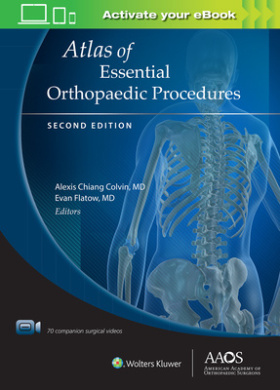 Activate your eBook
Atlas of
Essential
Orthopaedic Procedures
SECOND EDITION
Alexis Chiang Colvin, MD
Evan Flatow, MD
Editors
70 companion surgical videos
Wolters Kluwer
AAOS
AMERICAN ACADEMY OF
ORTHOPAEDIC SURGEONS